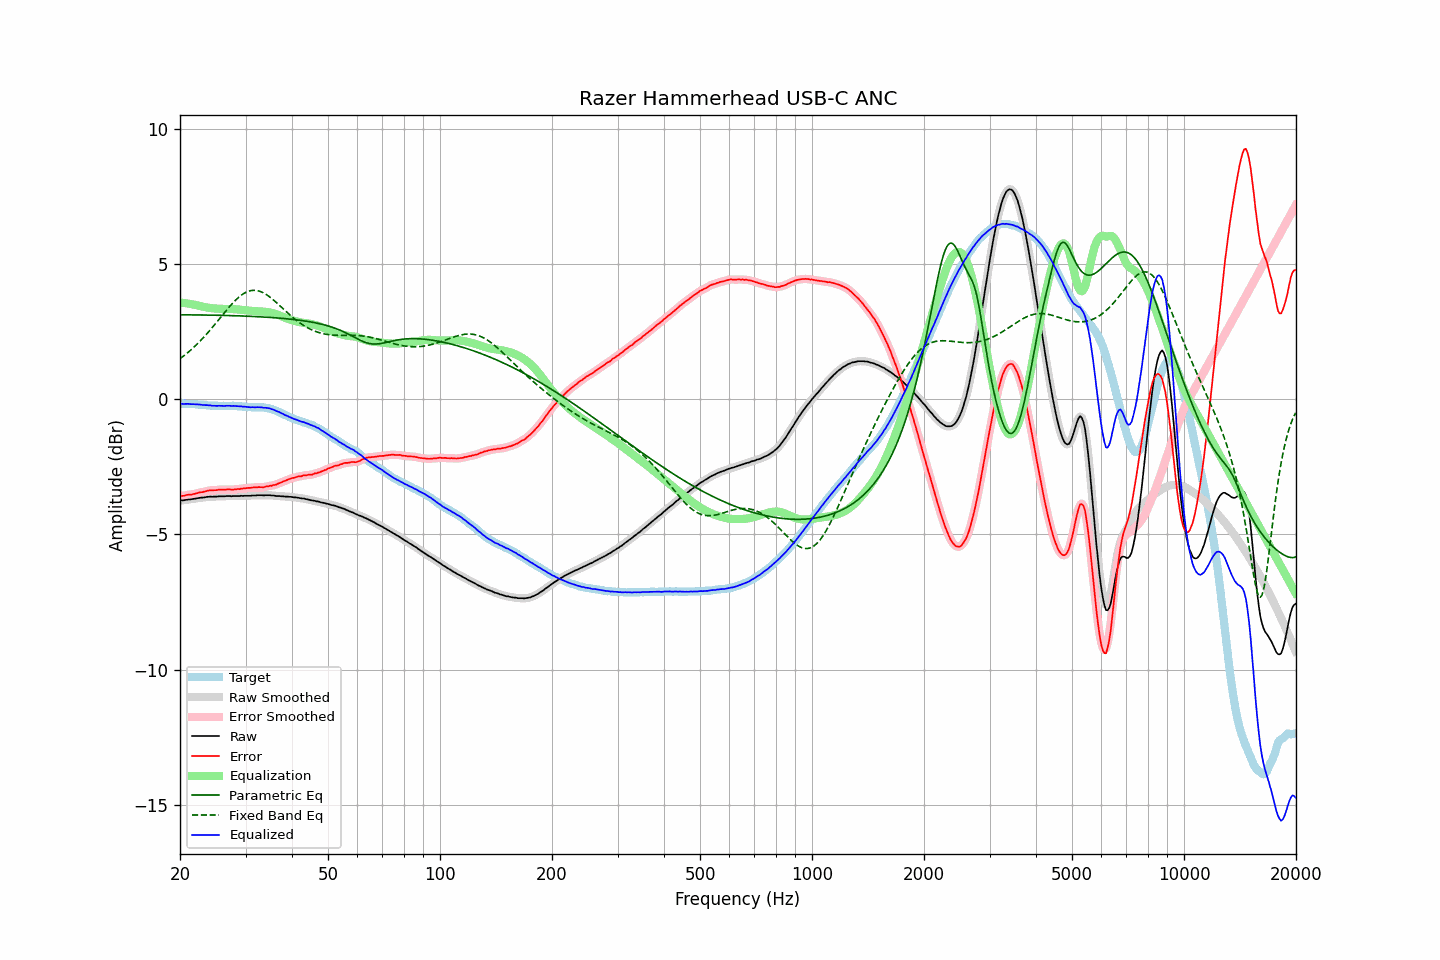 Razer Hammerhead USB-C ANC
Amplitude (dBr)
10
5
0
−5
−10
−15
Target
Raw Smoothed
Error Smoothed
Raw
Error
Equalization
Parametric Eq
Fixed Band Eq
Equalized
20 50 100 200 500 1000 2000 5000 10000 20000
Frequency (Hz)